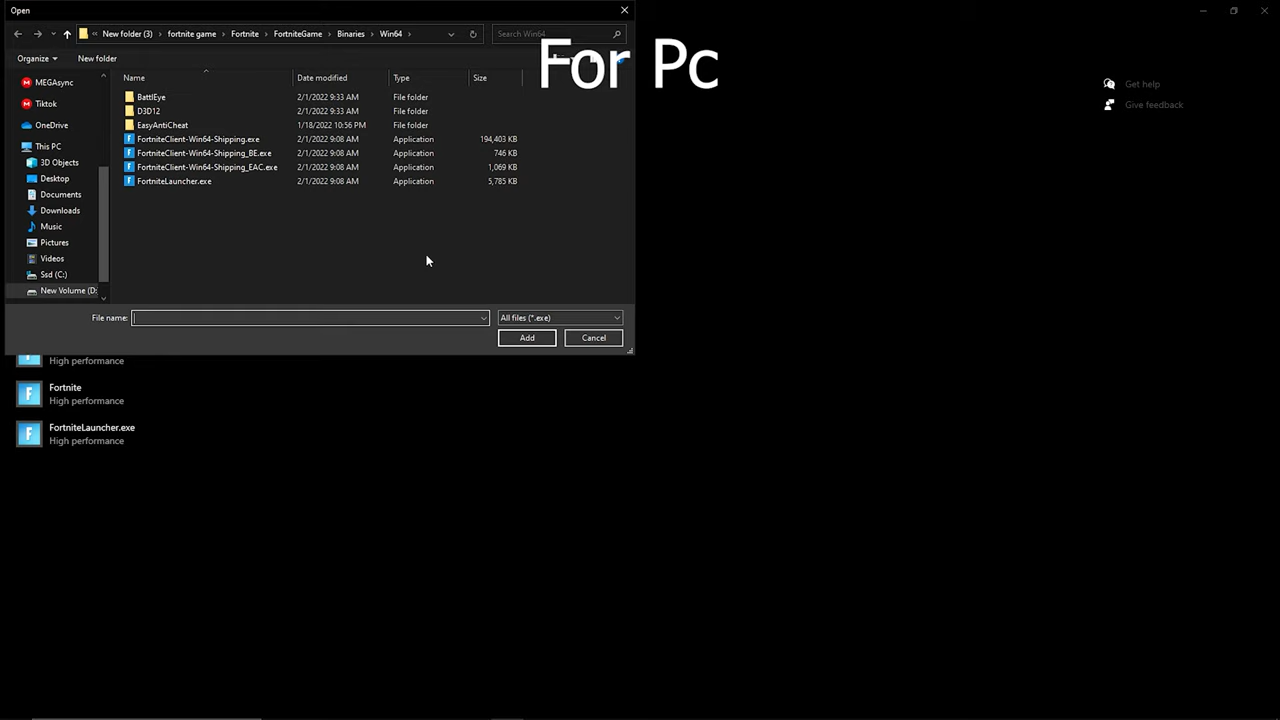 Open
New folder (3) › fortnite game › Fortnite › FortniteGame › Binaries › Win64 ›
Search Win64
For Pc
Organize
New folder
Get help
Give feedback
Name
Date modified
Type
Size
MEGAsync
Tiktok
OneDrive
This PC
3D Objects
Desktop
Documents
Downloads
Music
Pictures
Videos
Ssd (C:)
New Volume (D:
BattlEye 2/1/2022 9:33 AM File folder
D3D12 2/1/2022 9:33 AM File folder
EasyAntiCheat 1/18/2022 10:56 PM File folder
FortniteClient-Win64-Shipping.exe 2/1/2022 9:08 AM Application 194,403 KB
FortniteClient-Win64-Shipping_BE.exe 2/1/2022 9:08 AM Application 746 KB
FortniteClient-Win64-Shipping_EAC.exe 2/1/2022 9:08 AM Application 1,069 KB
FortniteLauncher.exe 2/1/2022 9:08 AM Application 5,785 KB
File name:
All files (*.exe)
Add
Cancel
High performance
Fortnite
High performance
FortniteLauncher.exe
High performance